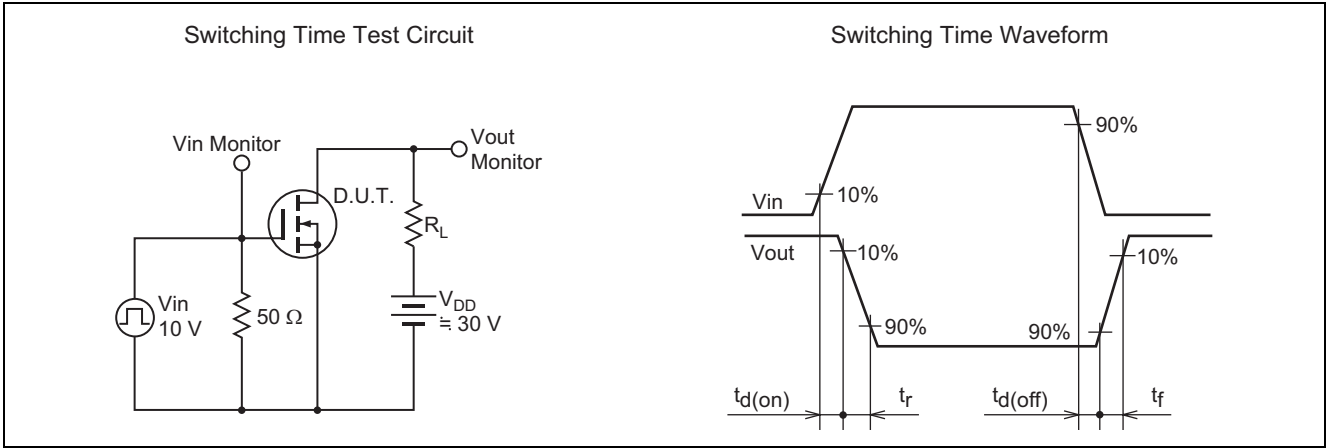 Switching Time Test Circuit
Vin Monitor
Vout
Monitor
D.U.T.
RL
Vin
10 V
50 Ω
VDD
≒ 30 V
Switching Time Waveform
Vin
Vout
10%
90%
10%
90%
90%
10%
td(on)
tr
td(off)
tf